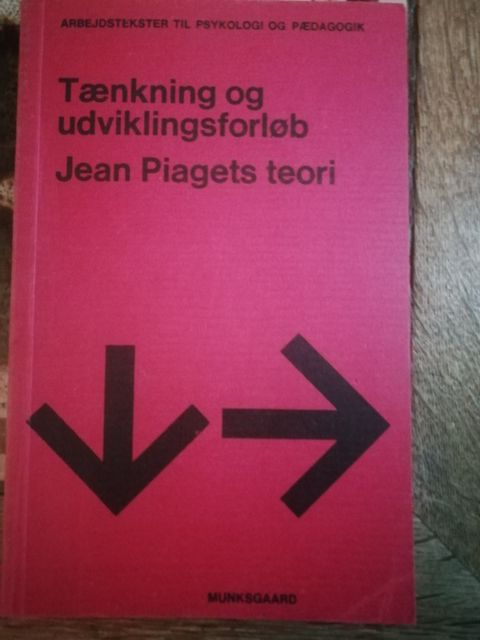 ARBEJDSTEKSTER TIL PSYKOLOGI OG PÆDAGOGIK
Tænkning og
udviklingsforløb
Jean Piagets teori
MUNKSGAARD